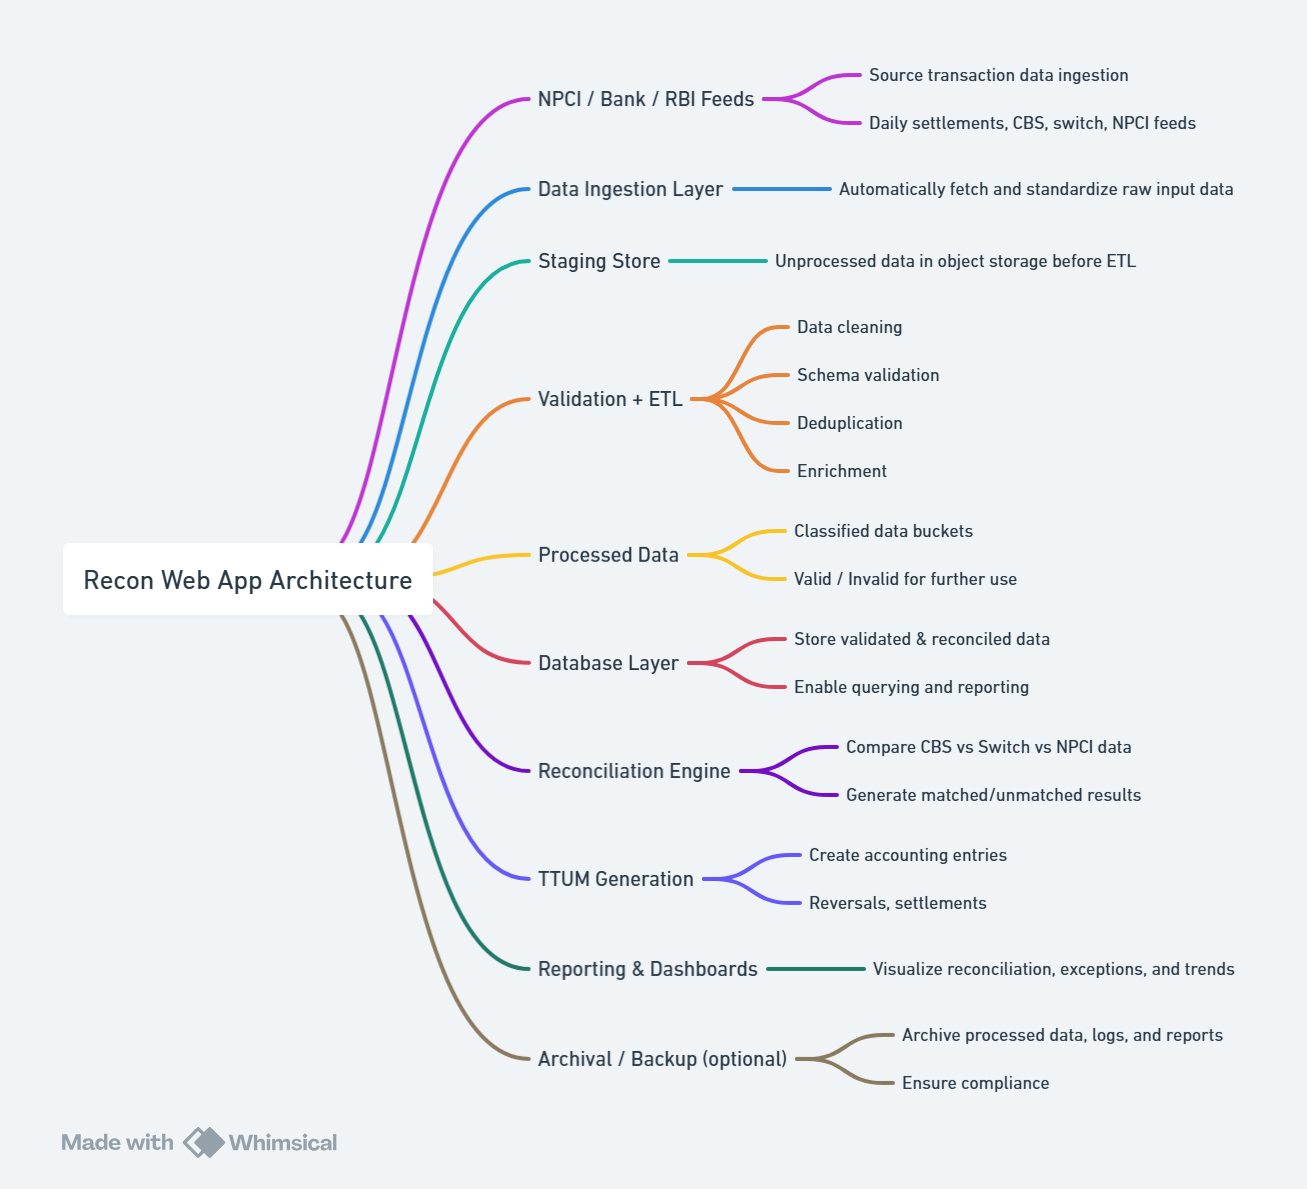 Recon Web App Architecture
NPCI / Bank / RBI Feeds
Source transaction data ingestion
Daily settlements, CBS, switch, NPCI feeds
Data Ingestion Layer
Automatically fetch and standardize raw input data
Staging Store
Unprocessed data in object storage before ETL
Validation + ETL
Data cleaning
Schema validation
Deduplication
Enrichment
Processed Data
Classified data buckets
Valid / Invalid for further use
Database Layer
Store validated & reconciled data
Enable querying and reporting
Reconciliation Engine
Compare CBS vs Switch vs NPCI data
Generate matched/unmatched results
TTUM Generation
Create accounting entries
Reversals, settlements
Reporting & Dashboards
Visualize reconciliation, exceptions, and trends
Archival / Backup (optional)
Archive processed data, logs, and reports
Ensure compliance
Made with Whimsical